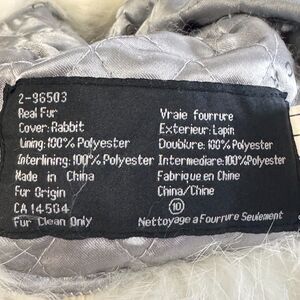 2-96503
Real Fur Vraie fourrure
Cover: Rabbit Exterieur: Lapin
Lining: 100% Polyester Doublure: 100% Polyester
Interlining: 100% Polyester Intermediare: 100% Polyester
Made in China Fabrique en Chine
Fur Origin China/Chine
CA 14504 10
Fur Clean Only Nettoyage a Fourrure Seulement